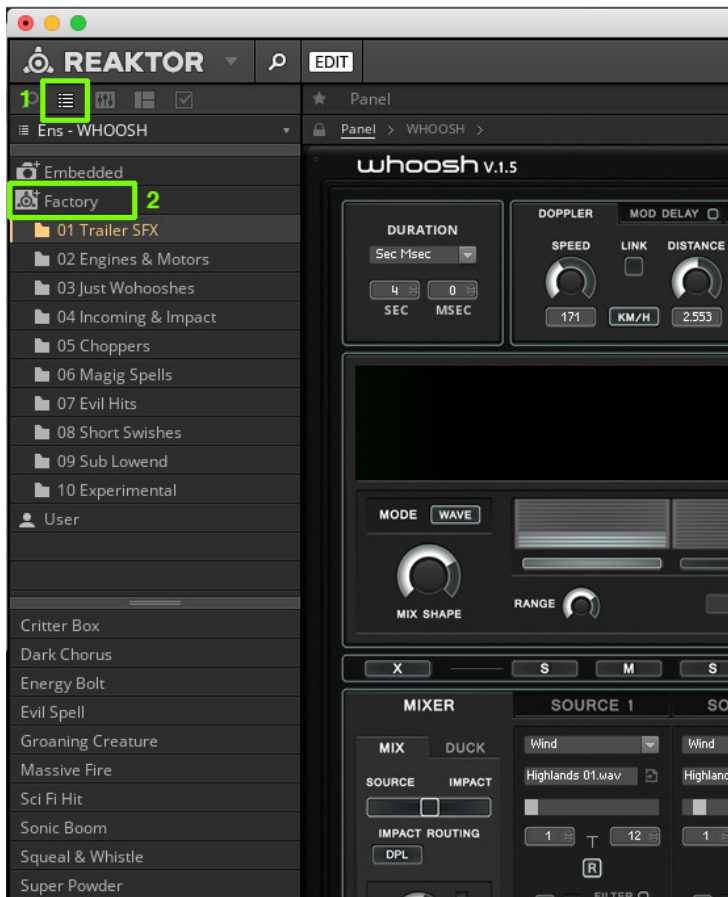 REAKTOR EDIT
1
Panel
Ens - WHOOSH
Panel > WHOOSH >
whoosh V.1.5
Embedded
Factory 2
01 Trailer SFX
02 Engines & Motors
03 Just Wohooshes
04 Incoming & Impact
05 Choppers
06 Magig Spells
07 Evil Hits
08 Short Swishes
09 Sub Lowend
10 Experimental
User
Critter Box
Dark Chorus
Energy Bolt
Evil Spell
Groaning Creature
Massive Fire
Sci Fi Hit
Sonic Boom
Squeal & Whistle
Super Powder
DURATION
Sec Msec
4 0
SEC MSEC
DOPPLER MOD DELAY
SPEED LINK DISTANCE
171 KM/H 2.553
MODE WAVE
MIX SHAPE
RANGE
X S M S
MIXER
MIX DUCK
SOURCE IMPACT
IMPACT ROUTING
DPL
SOURCE 1
Wind
Highlands 01.wav
1 12
R
FILTER
SO
Wind
Highland
1